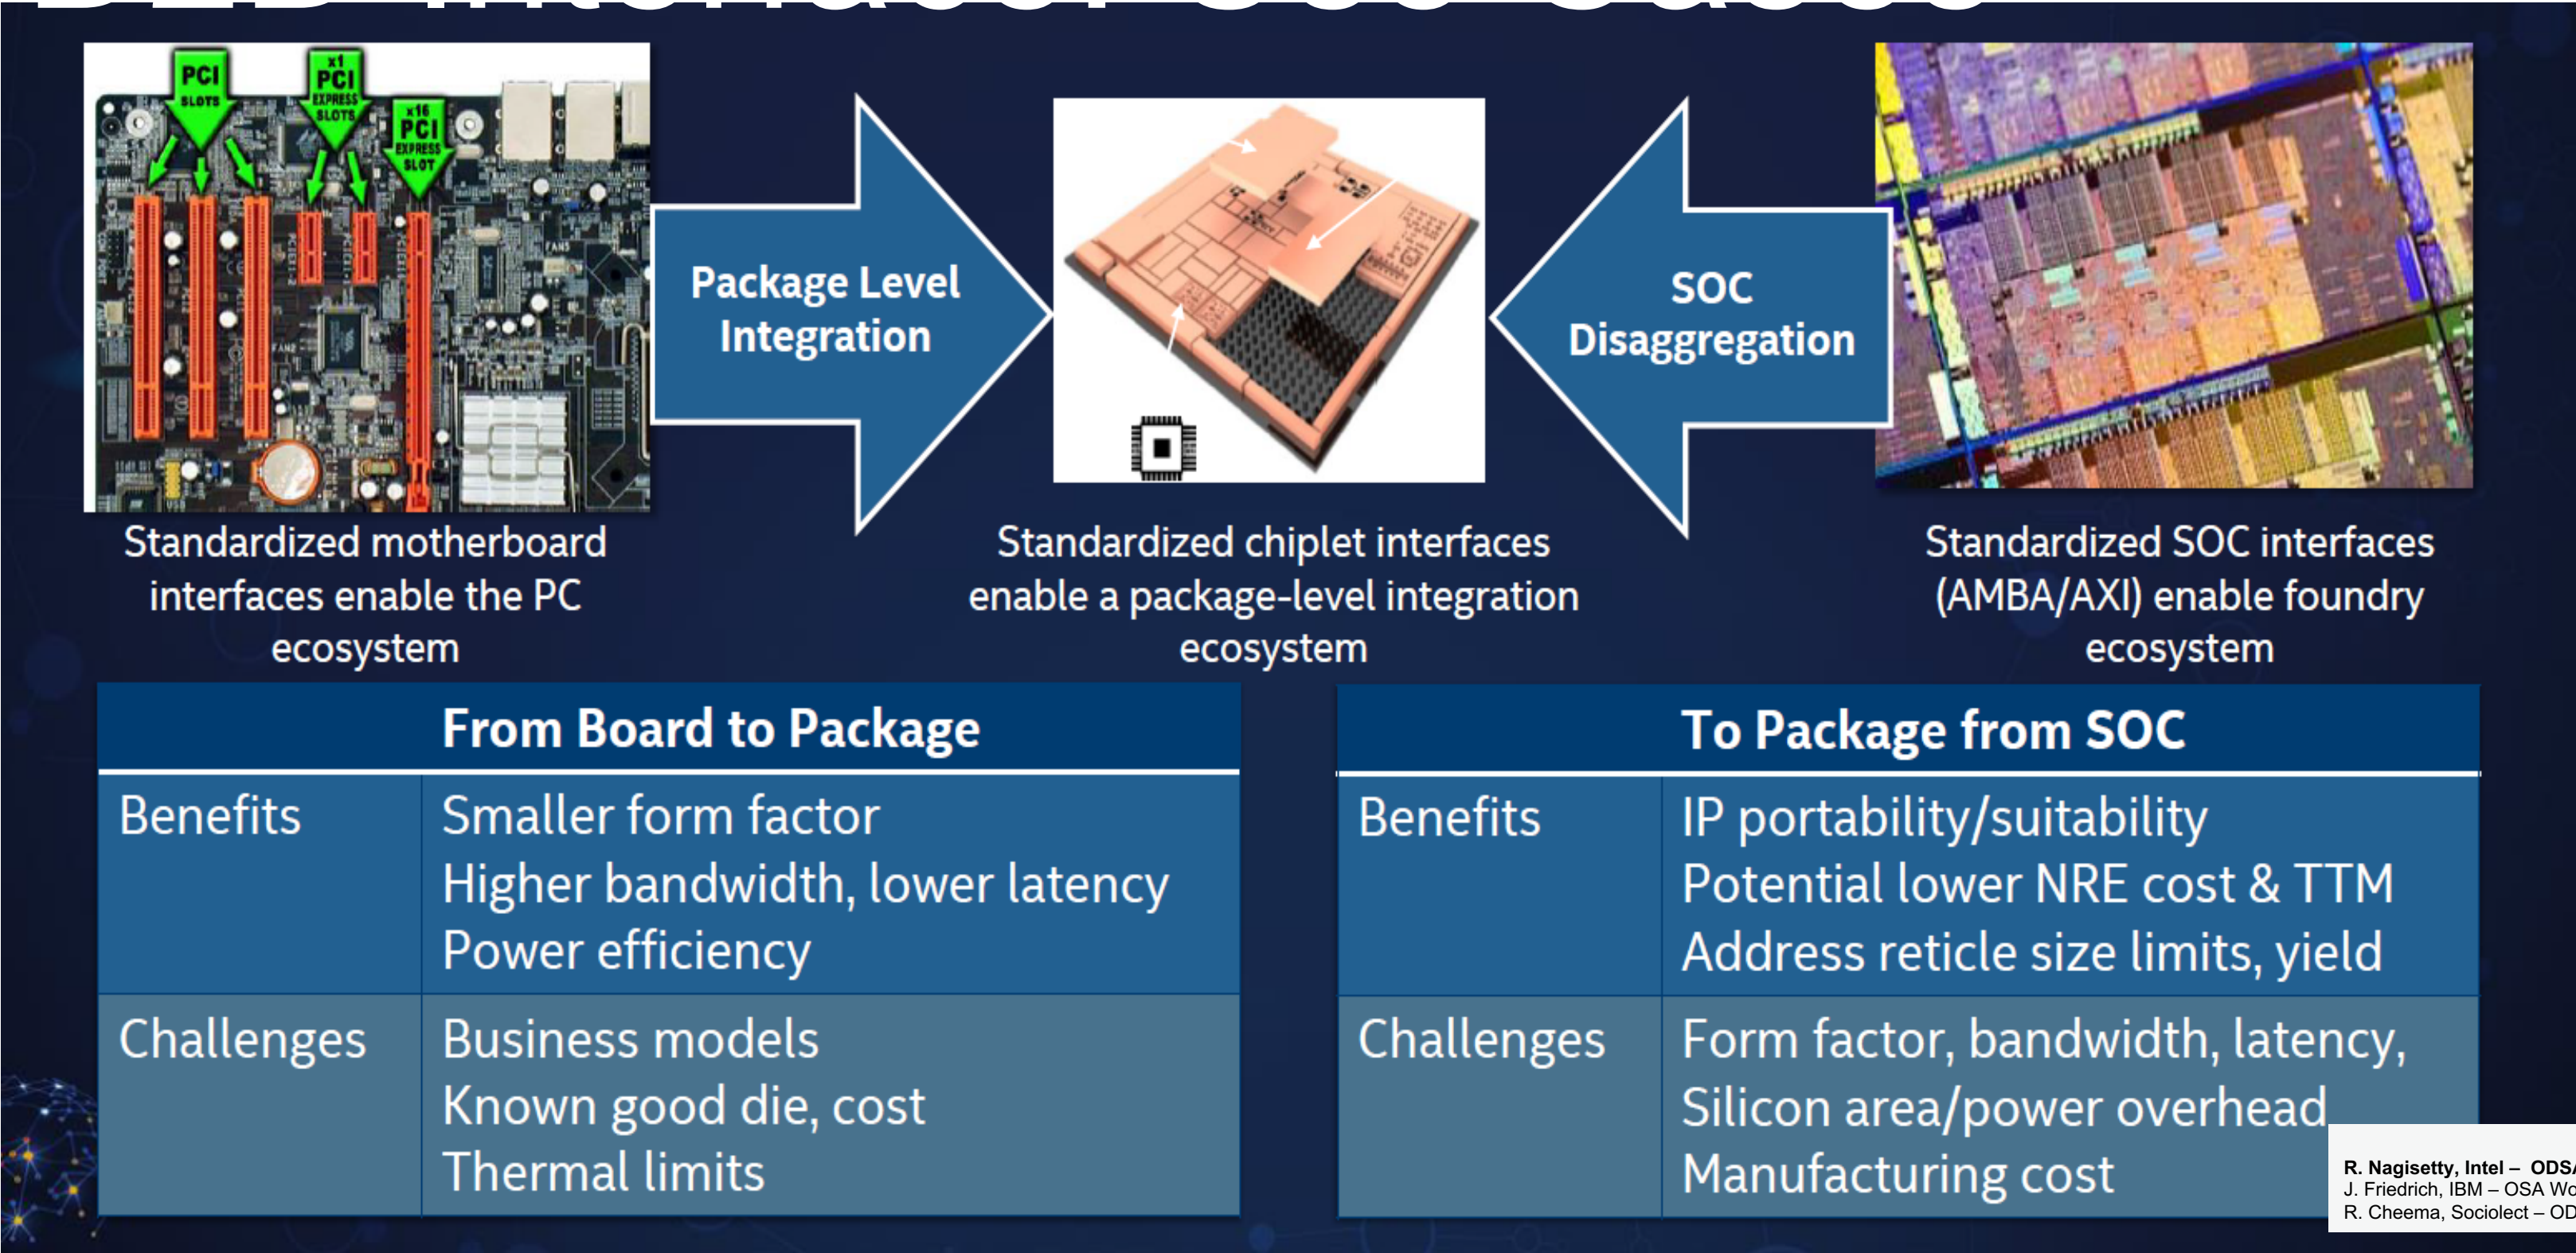 PCI
SLOTS
x1
PCI
EXPRESS
SLOTS
x16
PCI
EXPRESS
SLOT
Package Level
Integration
SOC
Disaggregation
Standardized motherboard
interfaces enable the PC
ecosystem
Standardized chiplet interfaces
enable a package-level integration
ecosystem
Standardized SOC interfaces
(AMBA/AXI) enable foundry
ecosystem
From Board to Package
Benefits
Smaller form factor
Higher bandwidth, lower latency
Power efficiency
Challenges
Business models
Known good die, cost
Thermal limits
To Package from SOC
Benefits
IP portability/suitability
Potential lower NRE cost & TTM
Address reticle size limits, yield
Challenges
Form factor, bandwidth, latency,
Silicon area/power overhead
Manufacturing cost
R. Nagisetty, Intel – ODSA
J. Friedrich, IBM – OSA
R. Cheema, Sociolect –